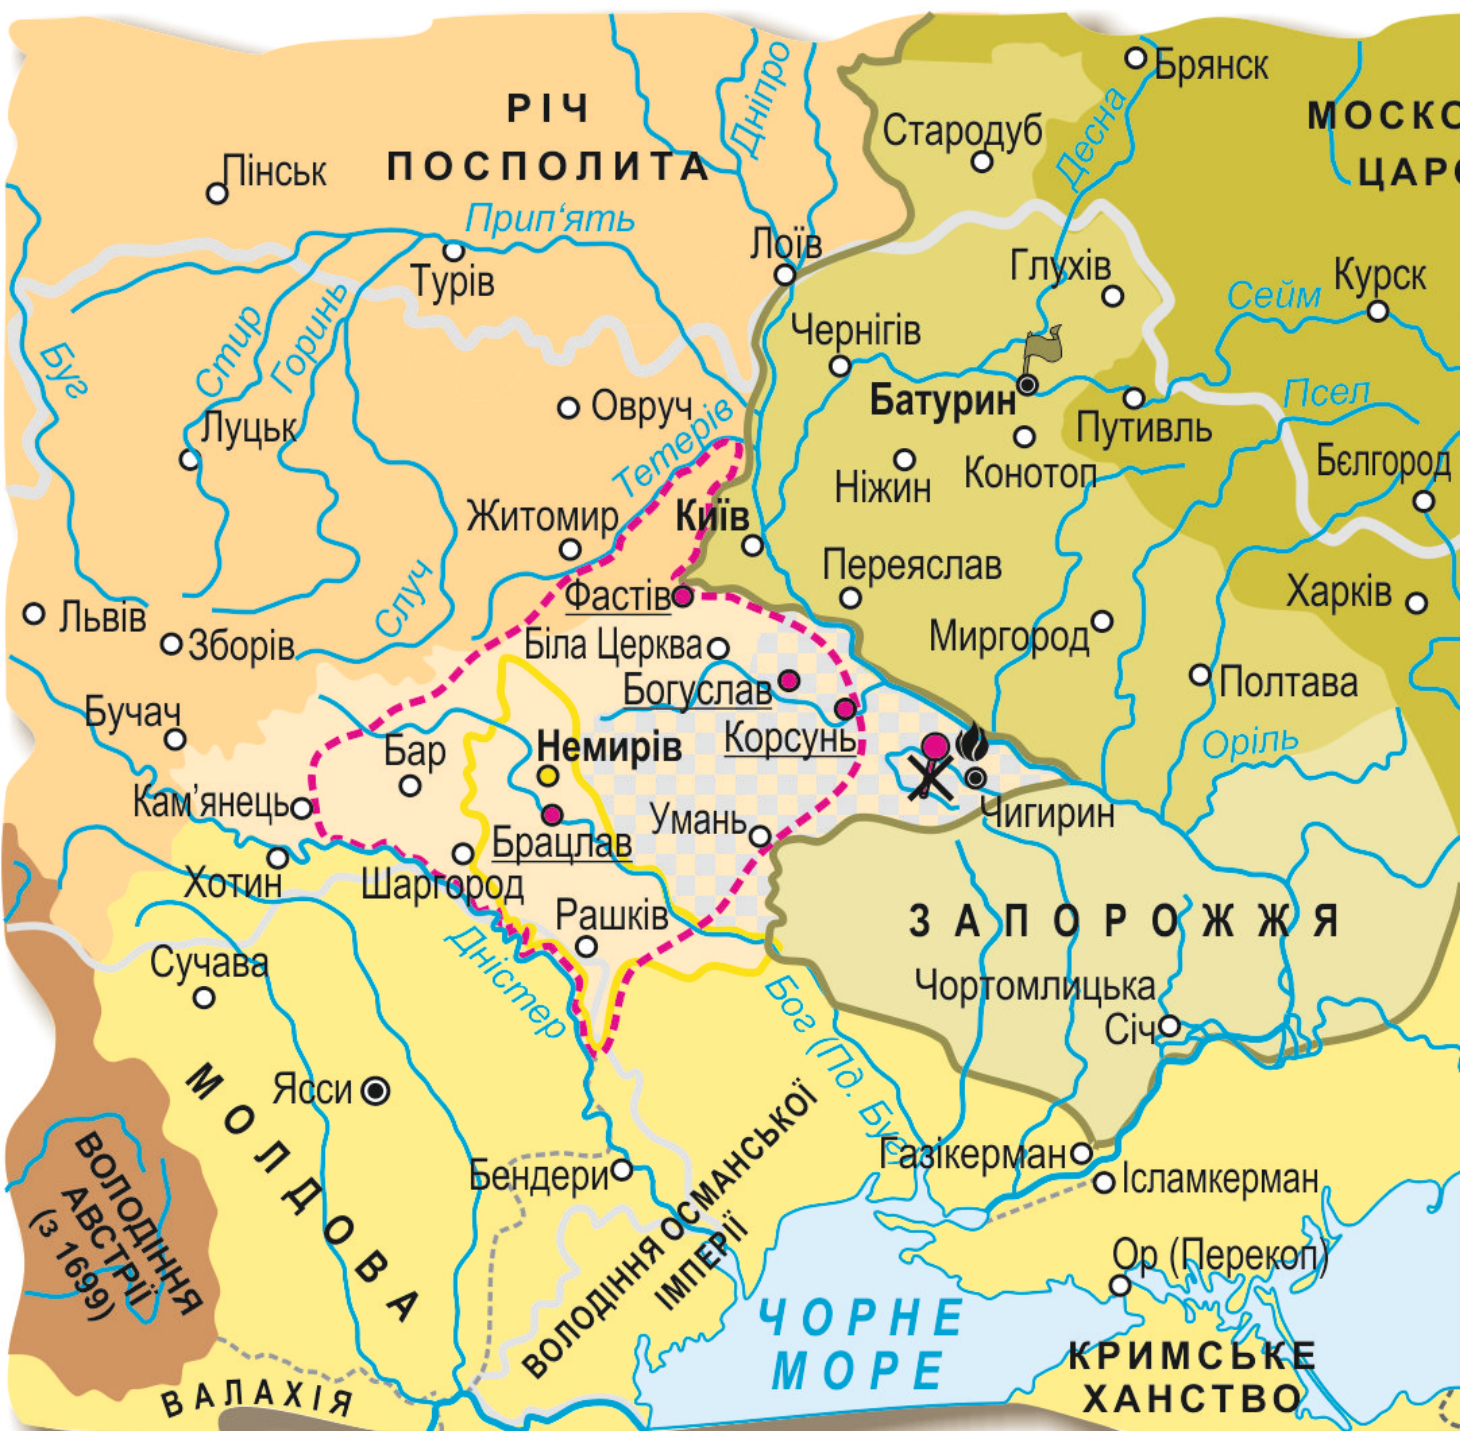 Брянск
РІЧ
ПОСПОЛИТА
Дніпро
Десна
МОСКО
ЦАРС
Стародуб
Пінськ
Прип‘ять
Турів
Лоїв
Глухів
Курск
Сейм
Буг
Стир
Горинь
Чернігів
Батурин
Псел
Путивль
Овруч
Тетерів
Луцьк
Ніжин
Конотоп
Бєлгород
Житомир
Київ
Переяслав
Харків
Фастів
Случ
Львів
Зборів
Біла Церква
Миргород
Богуслав
Полтава
Бучач
Бар
Немирів
Корсунь
Оріль
Кам’янець
Умань
Чигирин
Брацлав
Хотин
Шаргород
Рашків
ЗАПОРОЖЖЯ
Сучава
Дністер
Чортомлицька
Січ
Бог (Пд. Буг)
МОЛДОВА
Ясси
Бендери
Газікерман
Ісламкерман
ВОЛОДІННЯ
АВСТРІЇ
(з 1699)
ВОЛОДІННЯ ОСМАНСЬКОЇ
ІМПЕРІЇ
Ор (Перекоп)
ЧОРНЕ
МОРЕ
КРИМСЬКЕ
ХАНСТВО
ВАЛАХІЯ